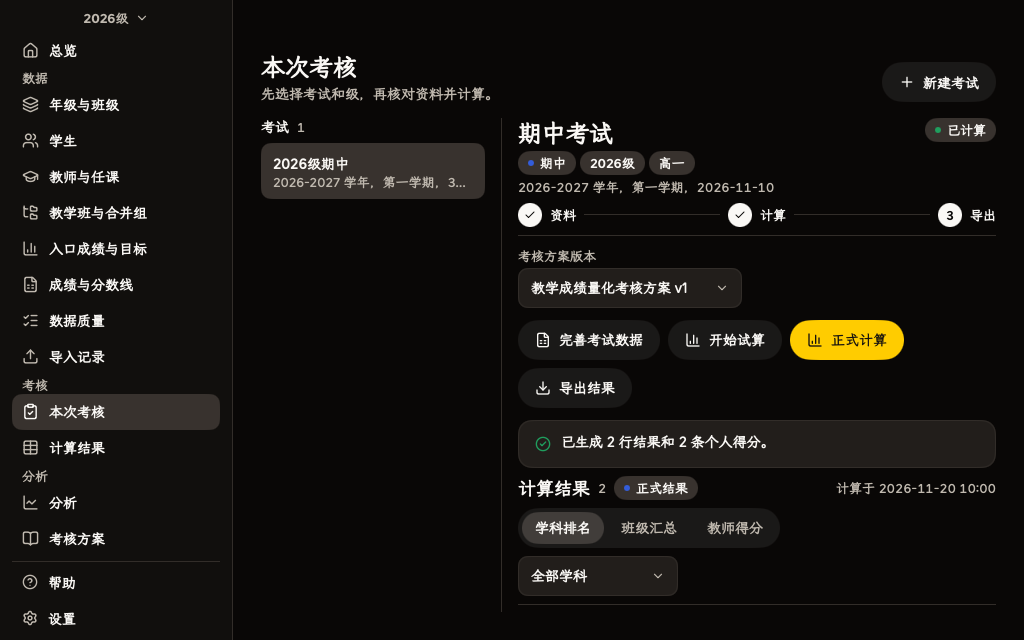 2026级
总览
数据
年级与班级
学生
教师与任课
教学班与合并组
入口成绩与目标
成绩与分数线
数据质量
导入记录
考核
本次考核
计算结果
分析
分析
考核方案
帮助
设置
本次考核
先选择考试和级，再核对资料并计算。
新建考试
考试 1
2026级期中
2026-2027 学年，第一学期，3...
期中考试
已计算
期中 2026级 高一
2026-2027 学年，第一学期，2026-11-10
资料 计算 3 导出
考核方案版本
教学成绩量化考核方案 v1
完善考试数据 开始试算 正式计算
导出结果
已生成 2 行结果和 2 条个人得分。
计算结果 2 正式结果 计算于 2026-11-20 10:00
学科排名 班级汇总 教师得分
全部学科